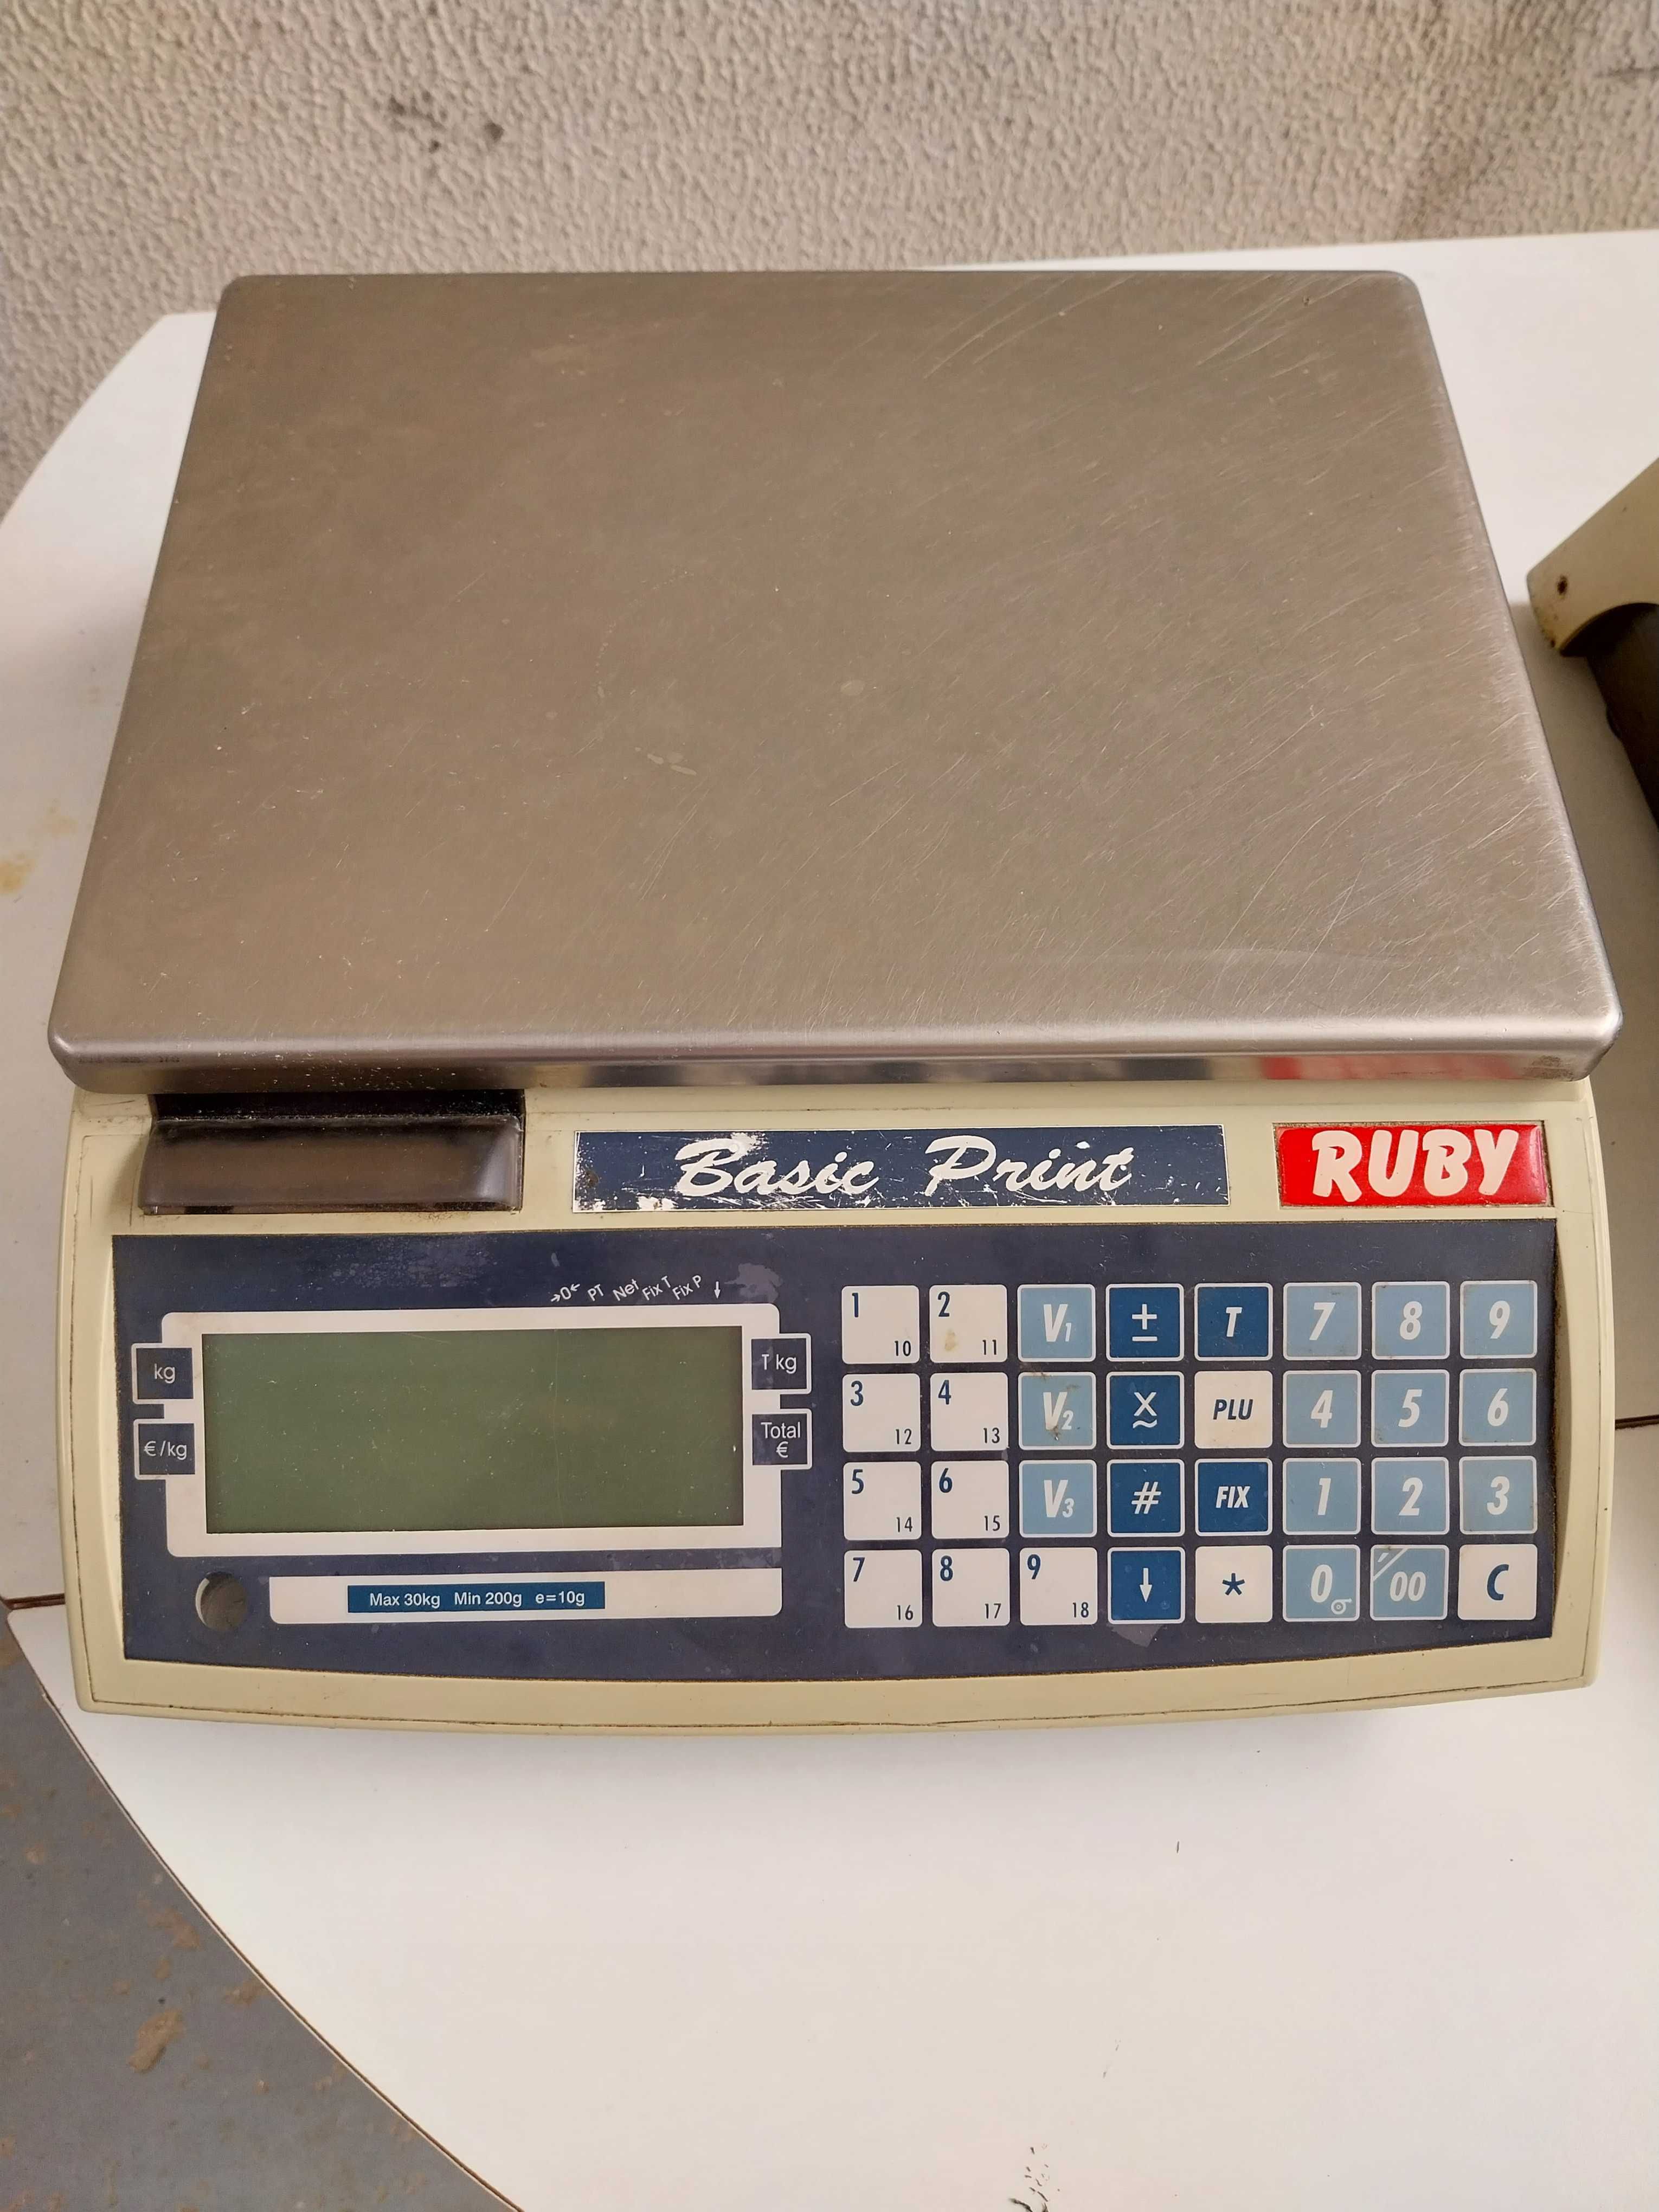 Basic Print
RUBY
→0← PT Net Fix T Fix P ↓
kg
T kg
€/kg
Total
€
Max 30kg Min 200g e=10g
1 10 2 11 V1 ± T 7 8 9
3 12 4 13 V2 X PLU 4 5 6
5 14 6 15 V3 # FIX 1 2 3
7 16 8 17 9 18 ↓ * 0 00 C